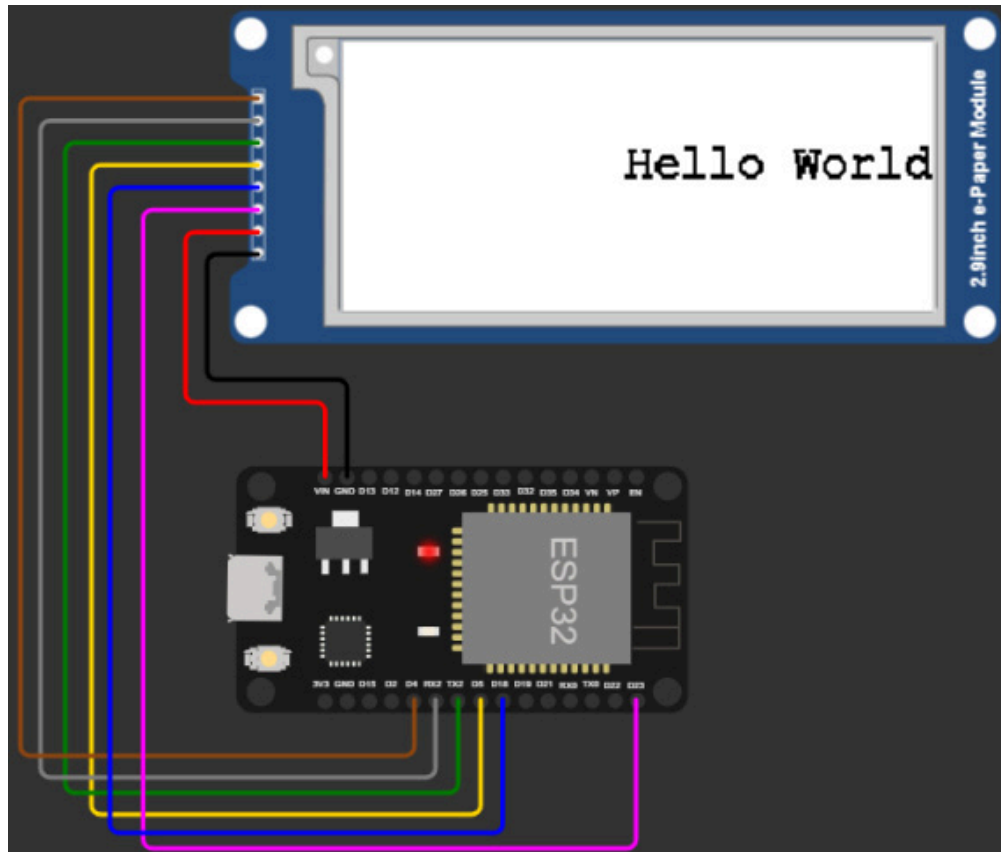 Hello World
2.9inch e-Paper Module
VIN GND D13 D12 D14 D27 D26 D25 D33 D32 D35 D34 VN VP EN
ESP32
3V3 GND D15 D2 D4 RX2 TX2 D5 D18 D19 D21 RX0 TX0 D22 D23